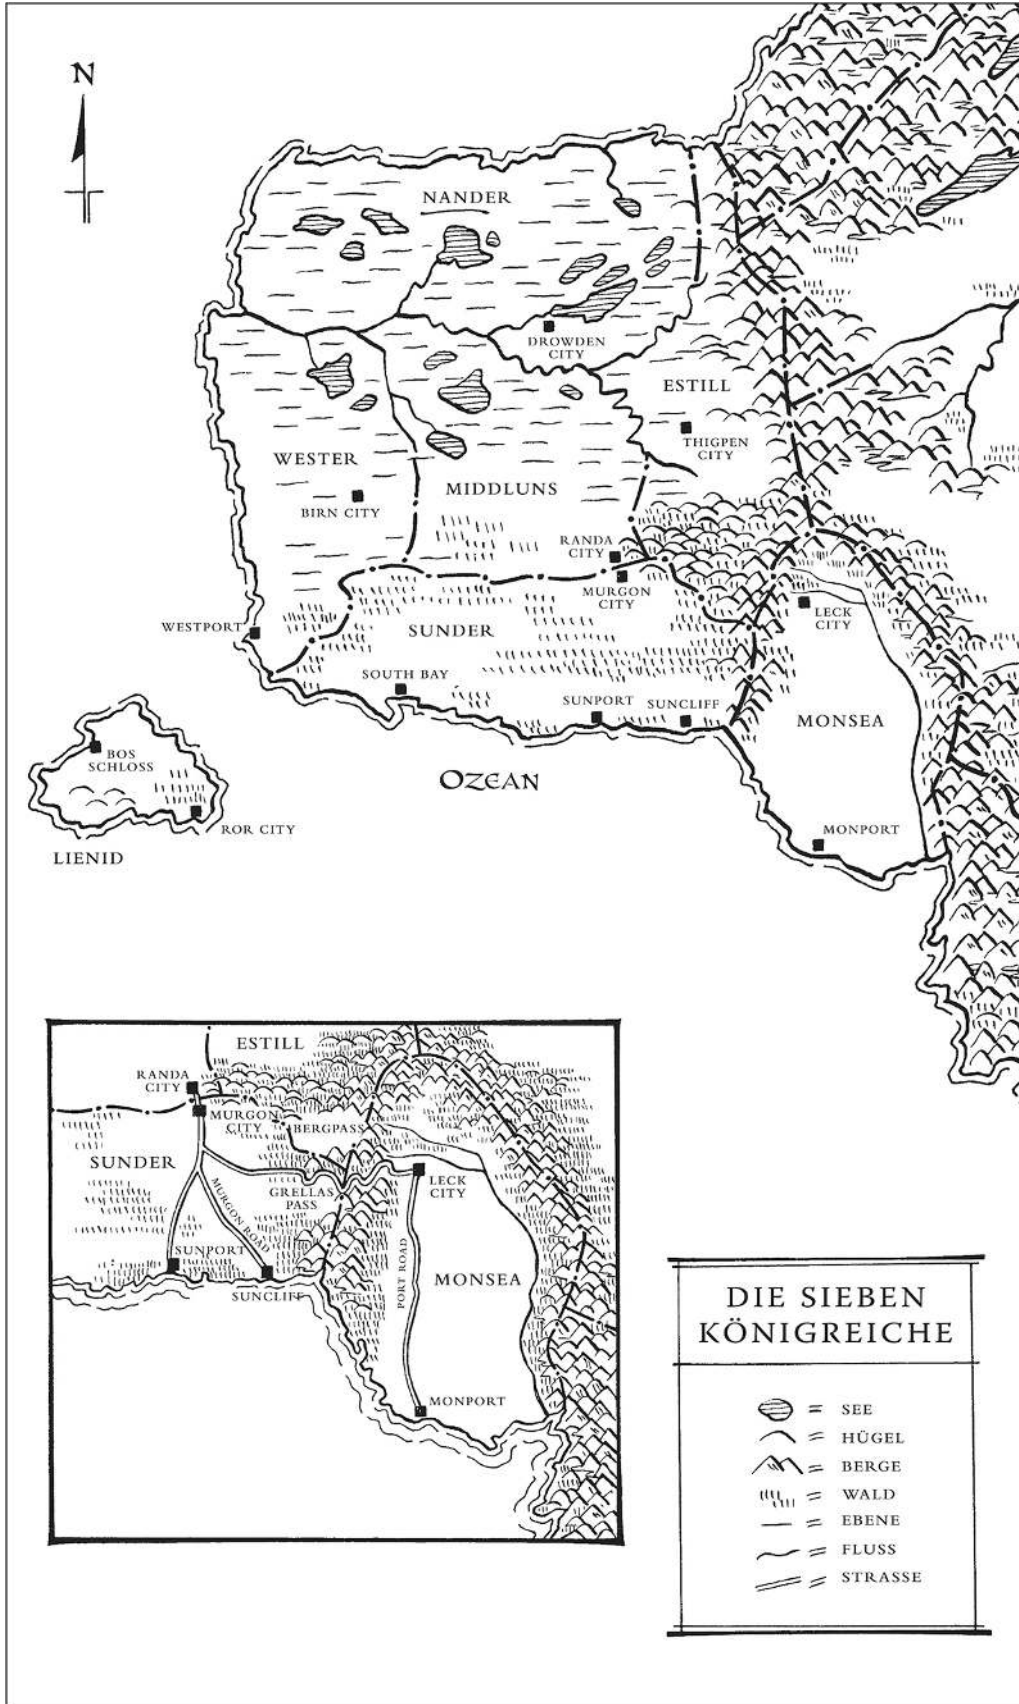 N
NANDER
DROWDEN
CITY
ESTILL
THIGPEN
CITY
WESTER
BIRN CITY
MIDDLUNS
RANDA
CITY
MURGON
CITY
LECK
CITY
WESTPORT
SUNDER
SOUTH BAY
SUNPORT
SUNCLIFF
MONSEA
BOS
SCHLOSS
OZEAN
ROR CITY
MONPORT
LIENID
ESTILL
RANDA
CITY
MURGON
CITY
BERGPASS
SUNDER
GRELLAS
PASS
LECK
CITY
MURGON ROAD
SUNPORT
SUNCLIFF
PORT ROAD
MONSEA
MONPORT
DIE SIEBEN
KÖNIGREICHE
= SEE
= HÜGEL
= BERGE
= WALD
= EBENE
= FLUSS
= STRASSE